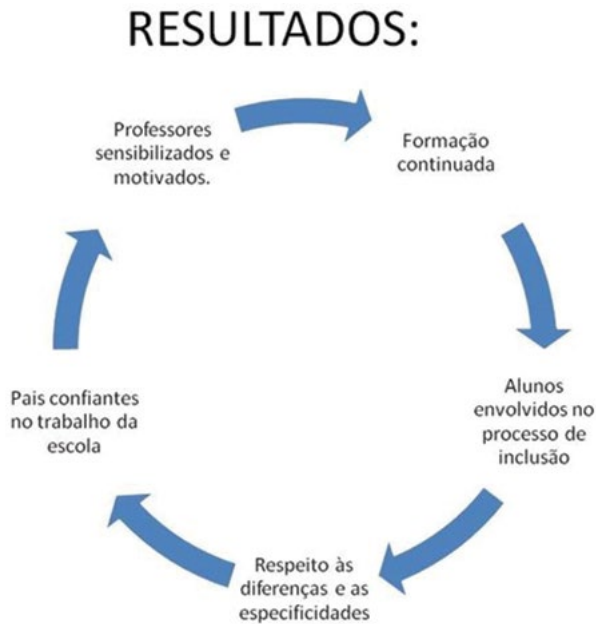 RESULTADOS:
Professores
sensibilizados e
motivados.
Formação
continuada
Alunos
envolvidos no
processo de
inclusão
Respeito às
diferenças e as
especificidades
Pais confiantes
no trabalho da
escola